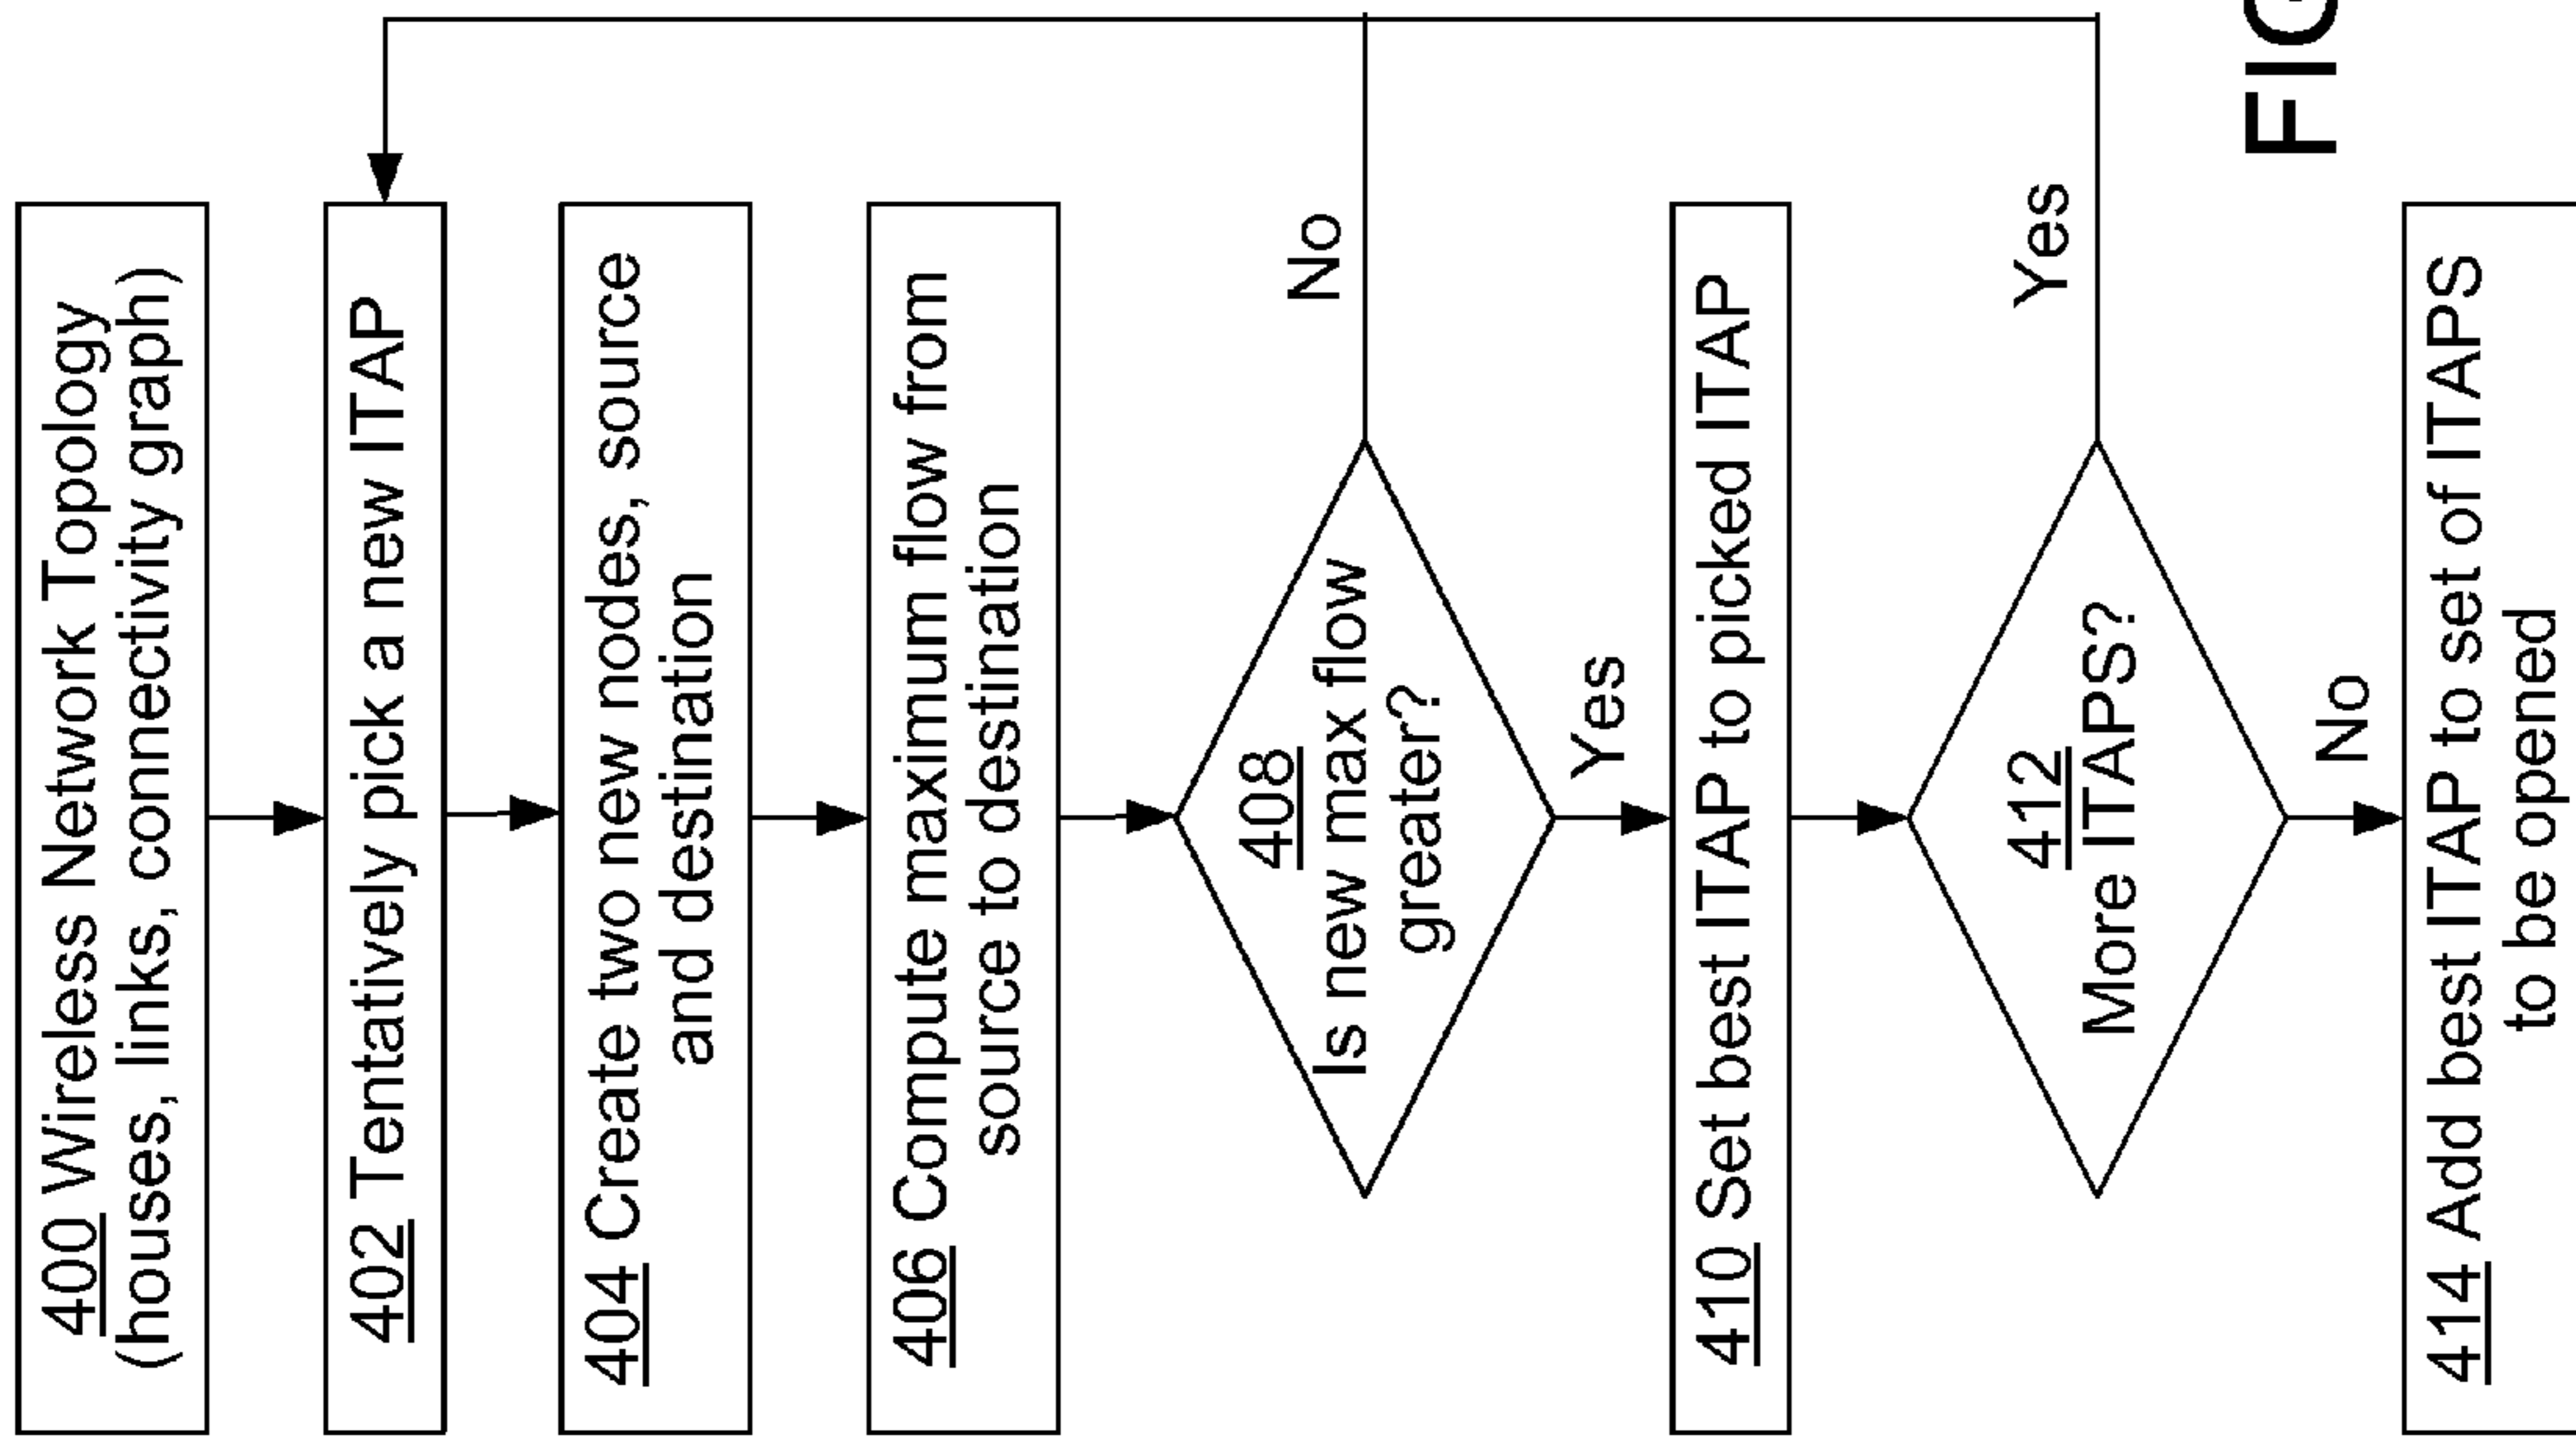 400 Wireless Network Topology
(houses, links, connectivity graph)
402 Tentatively pick a new ITAP
404 Create two new nodes, source
and destination
406 Compute maximum flow from
source to destination
408
Is new max flow
greater?
No
Yes
410 Set best ITAP to picked ITAP
412
More ITAPS?
Yes
No
414 Add best ITAP to set of ITAPS
to be opened
FIG